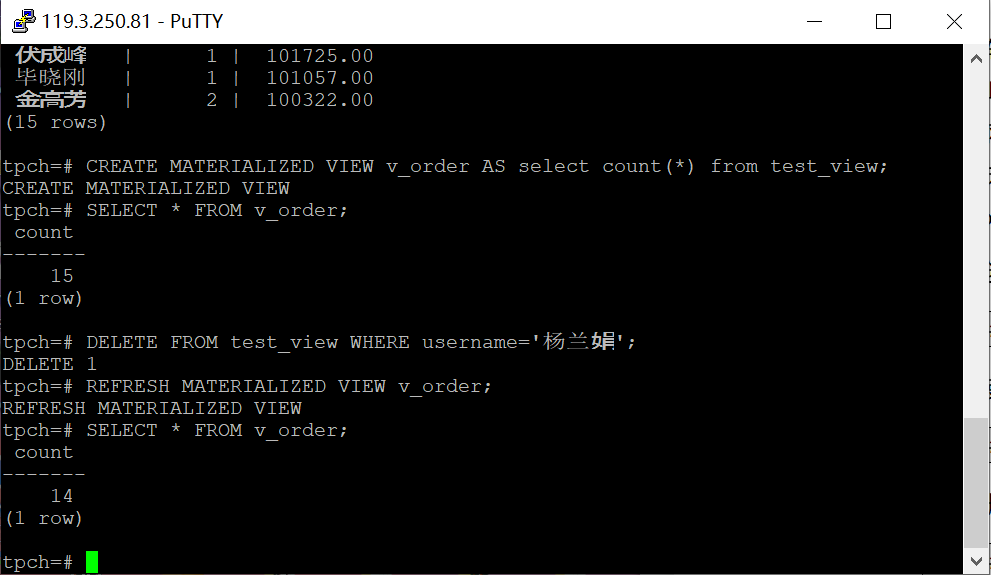 119.3.250.81 - PuTTY
伏成峰 | 1 | 101725.00
毕晓刚 | 1 | 101057.00
金高芳 | 2 | 100322.00
(15 rows)
tpch=# CREATE MATERIALIZED VIEW v_order AS select count(*) from test_view;
CREATE MATERIALIZED VIEW
tpch=# SELECT * FROM v_order;
count
-------
15
(1 row)
tpch=# DELETE FROM test_view WHERE username='杨兰娟';
DELETE 1
tpch=# REFRESH MATERIALIZED VIEW v_order;
REFRESH MATERIALIZED VIEW
tpch=# SELECT * FROM v_order;
count
-------
14
(1 row)
tpch=#